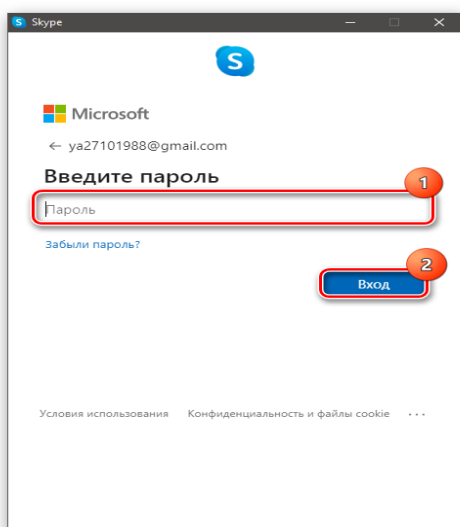 Skype
S
Microsoft
← ya27101988@gmail.com
Введите пароль
1
Пароль
Забыли пароль?
2
Вход
Условия использования Конфиденциальность и файлы cookie ...